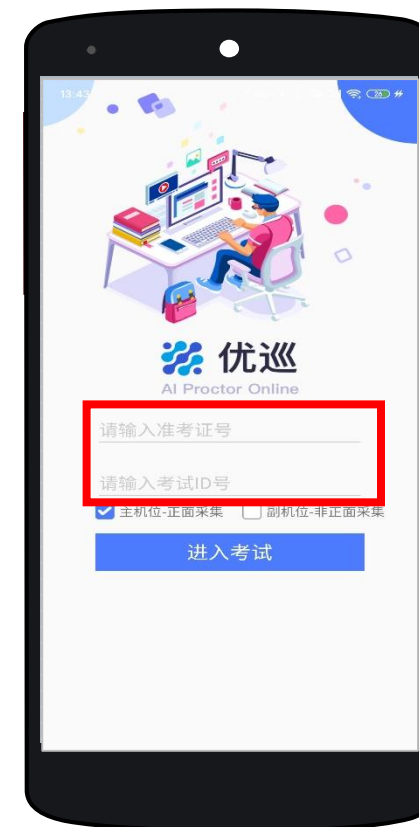 13:43
26
优巡
AI Proctor Online
请输入准考证号
请输入考试ID号
主机位-正面采集 副机位-非正面采集
进入考试